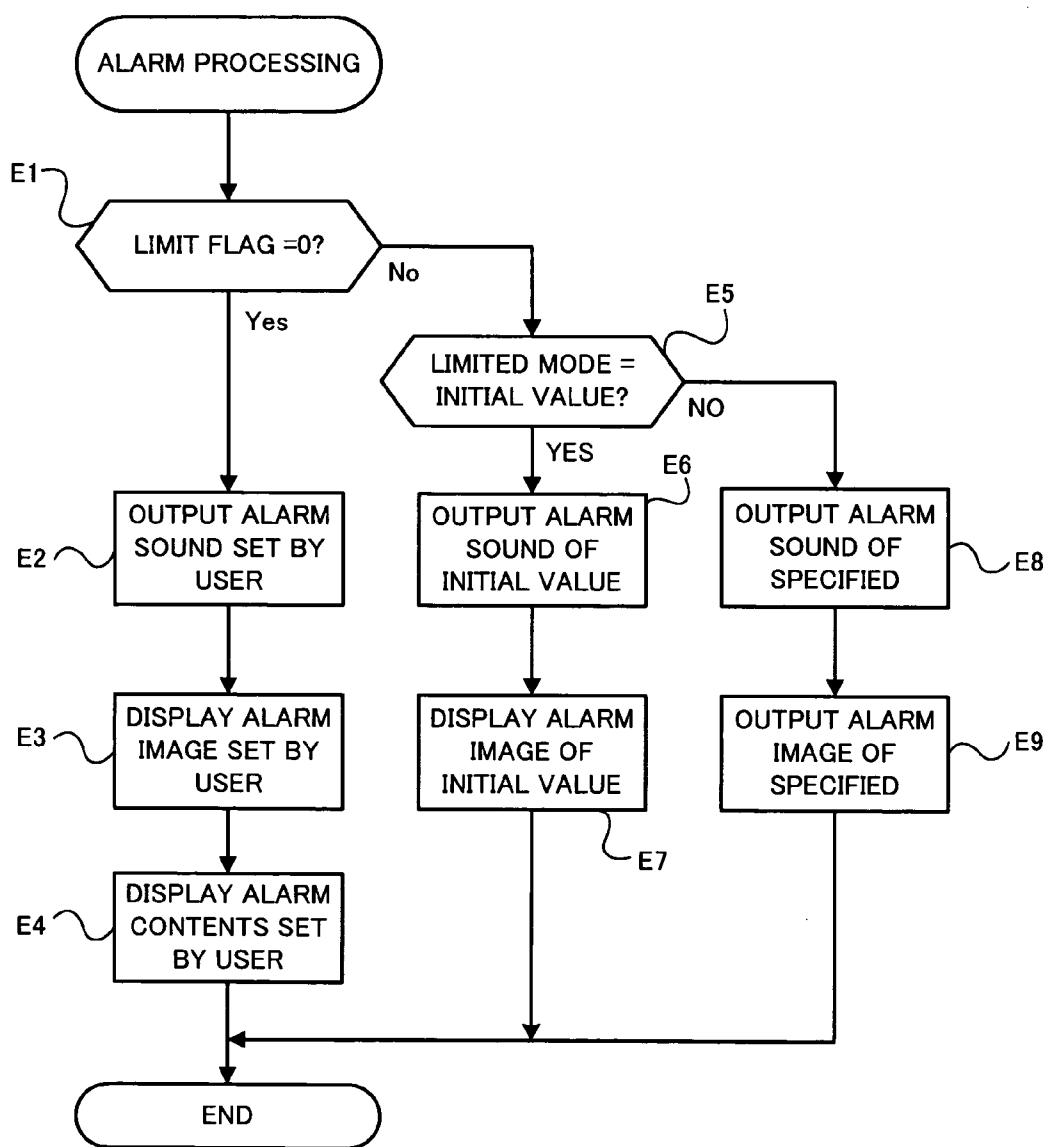 ALARM PROCESSING
E1
LIMIT FLAG =0?
No
Yes
E5
LIMITED MODE =
INITIAL VALUE?
NO
YES
E2
OUTPUT ALARM
SOUND SET BY
USER
E6
OUTPUT ALARM
SOUND OF
INITIAL VALUE
OUTPUT ALARM
SOUND OF
SPECIFIED
E8
E3
DISPLAY ALARM
IMAGE SET BY
USER
DISPLAY ALARM
IMAGE OF
INITIAL VALUE
E7
OUTPUT ALARM
IMAGE OF
SPECIFIED
E9
E4
DISPLAY ALARM
CONTENTS SET
BY USER
END